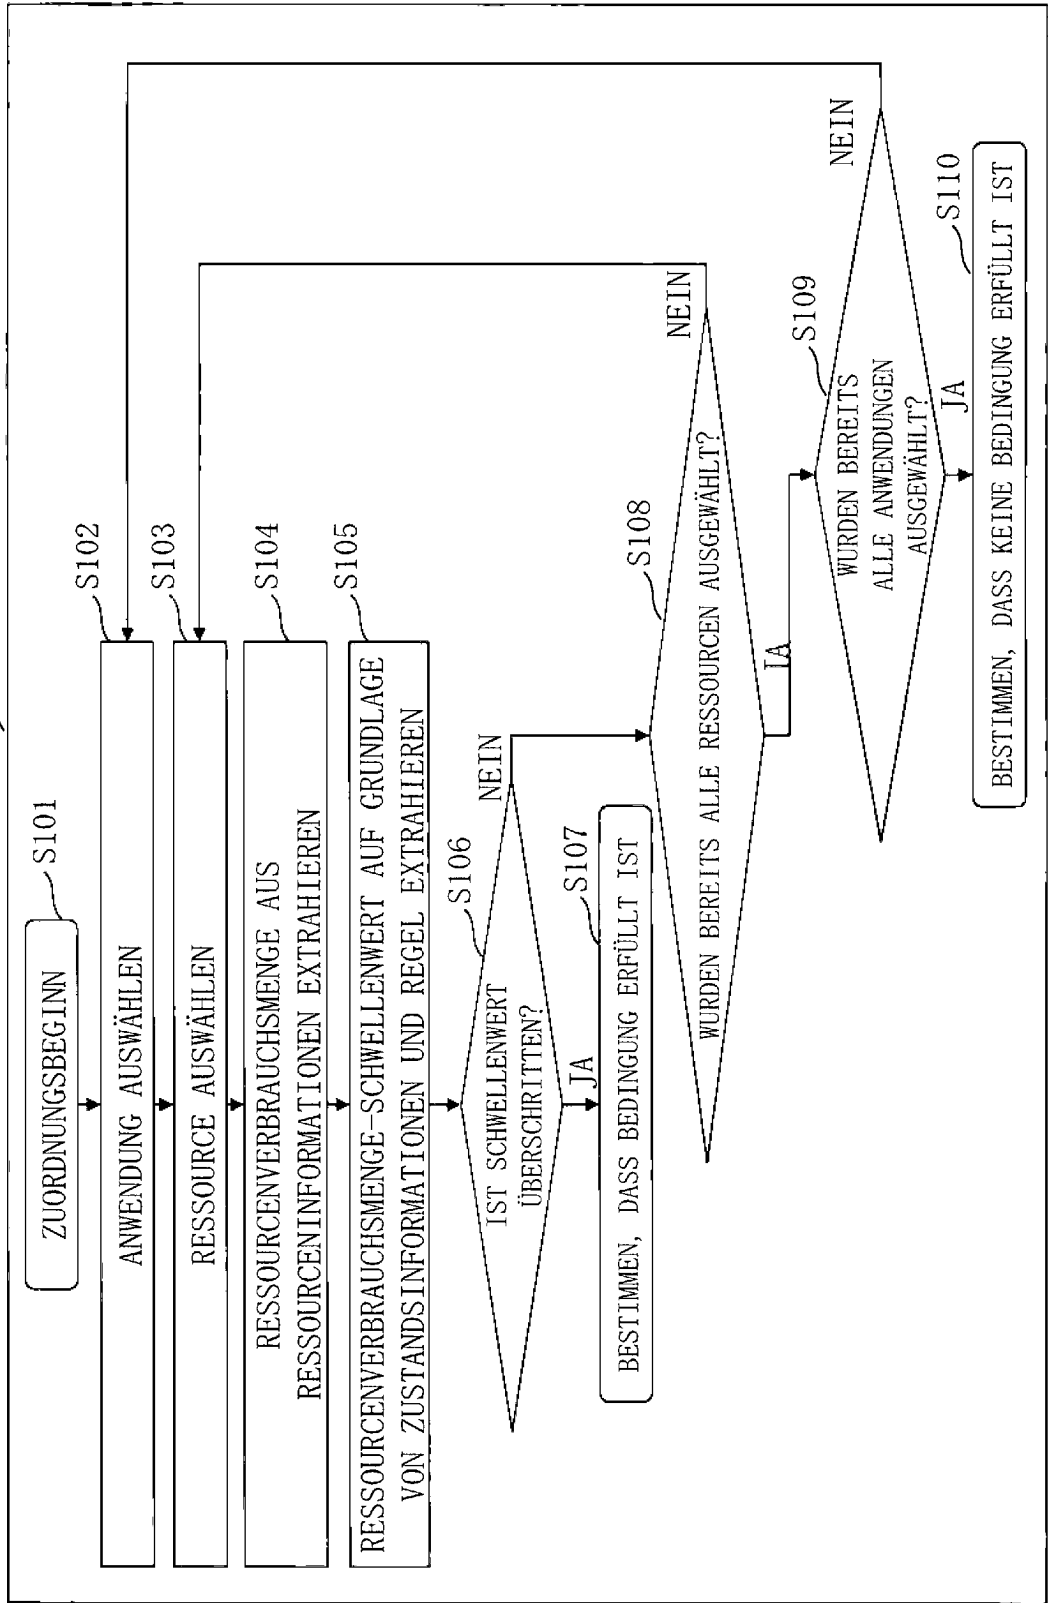 ZUORDNUNGSBEGINN
S101
ANWENDUNG AUSWÄHLEN
S102
RESSOURCE AUSWÄHLEN
S103
RESSOURCENVERBRAUCHSMENGE AUS
RESSOURCENINFORMATIONEN EXTRAHIEREN
S104
RESSOURCENVERBRAUCHSMENGE-SCHWELLENWERT AUF GRUNDLAGE
VON ZUSTANDSINFORMATIONEN UND REGEL EXTRAHIEREN
S105
IST SCHWELLENWERT
ÜBERSCHRITTEN?
S106
NEIN
JA
BESTIMMEN, DASS BEDINGUNG ERFÜLLT IST
S107
WURDEN BEREITS ALLE RESSOURCEN AUSGEWÄHLT?
S108
NEIN
JA
WURDEN BEREITS
ALLE ANWENDUNGEN
AUSGEWÄHLT?
S109
NEIN
JA
BESTIMMEN, DASS KEINE BEDINGUNG ERFÜLLT IST
S110